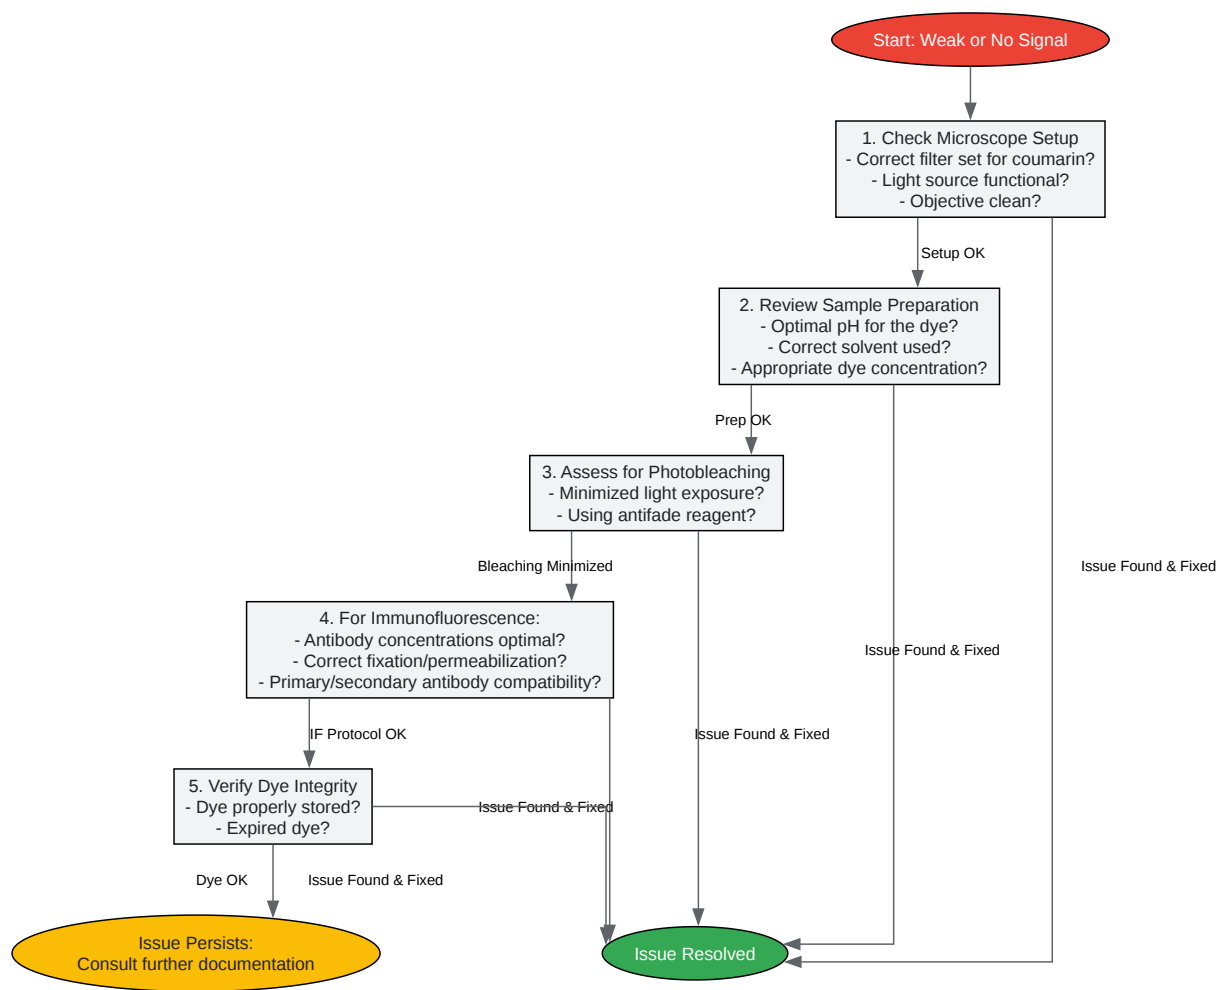 Start: Weak or No Signal
1. Check Microscope Setup
- Correct filter set for coumarin?
- Light source functional?
- Objective clean?
Setup OK
2. Review Sample Preparation
- Optimal pH for the dye?
- Correct solvent used?
- Appropriate dye concentration?
Prep OK
3. Assess for Photobleaching
- Minimized light exposure?
- Using antifade reagent?
Bleaching Minimized
Issue Found & Fixed
4. For Immunofluorescence:
- Antibody concentrations optimal?
- Correct fixation/permeabilization?
- Primary/secondary antibody compatibility?
Issue Found & Fixed
IF Protocol OK
Issue Found & Fixed
5. Verify Dye Integrity
- Dye properly stored?
- Expired dye?
Issue Found & Fixed
Dye OK
Issue Found & Fixed
Issue Persists:
Consult further documentation
Issue Resolved